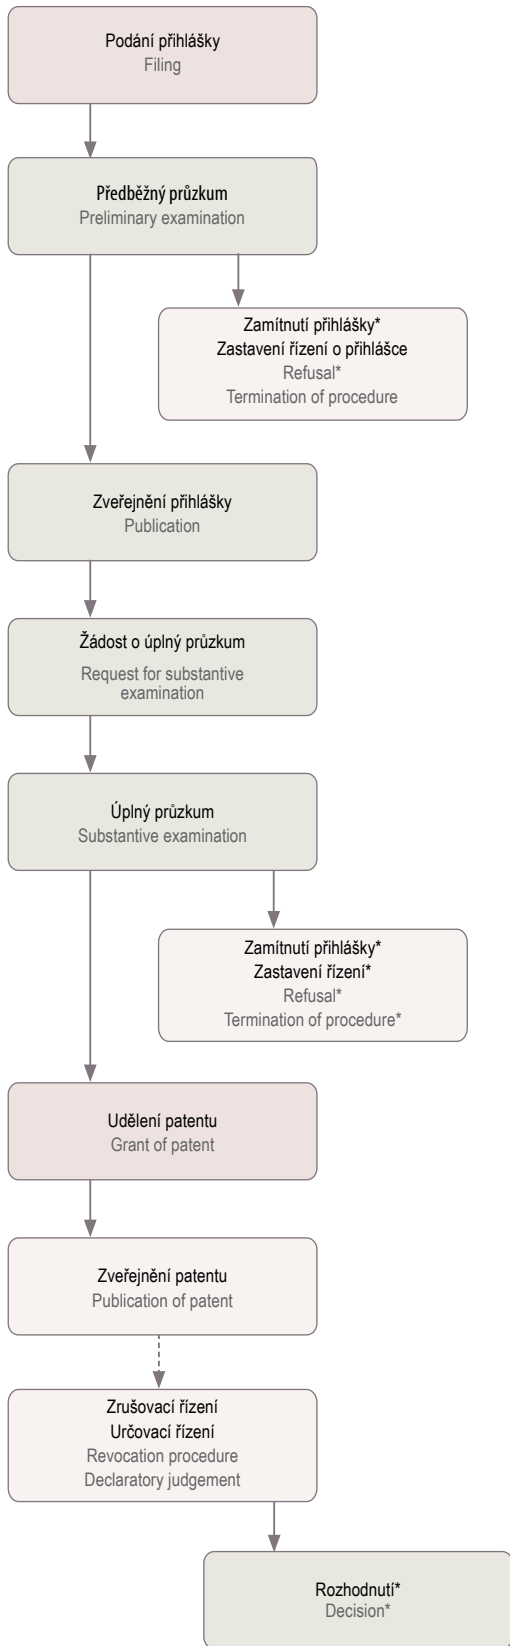 Podání přihlášky
Filing
Předběžný průzkum
Preliminary examination
Zamítnutí přihlášky*
Zastavení řízení o přihlášce
Refusal*
Termination of procedure
Zveřejnění přihlášky
Publication
Žádost o úplný průzkum
Request for substantive
examination
Úplný průzkum
Substantive examination
Zamítnutí přihlášky*
Zastavení řízení*
Refusal*
Termination of procedure*
Udělení patentu
Grant of patent
Zveřejnění patentu
Publication of patent
Zrušovací řízení
Určovací řízení
Revocation procedure
Declaratory judgement
Rozhodnutí*
Decision*